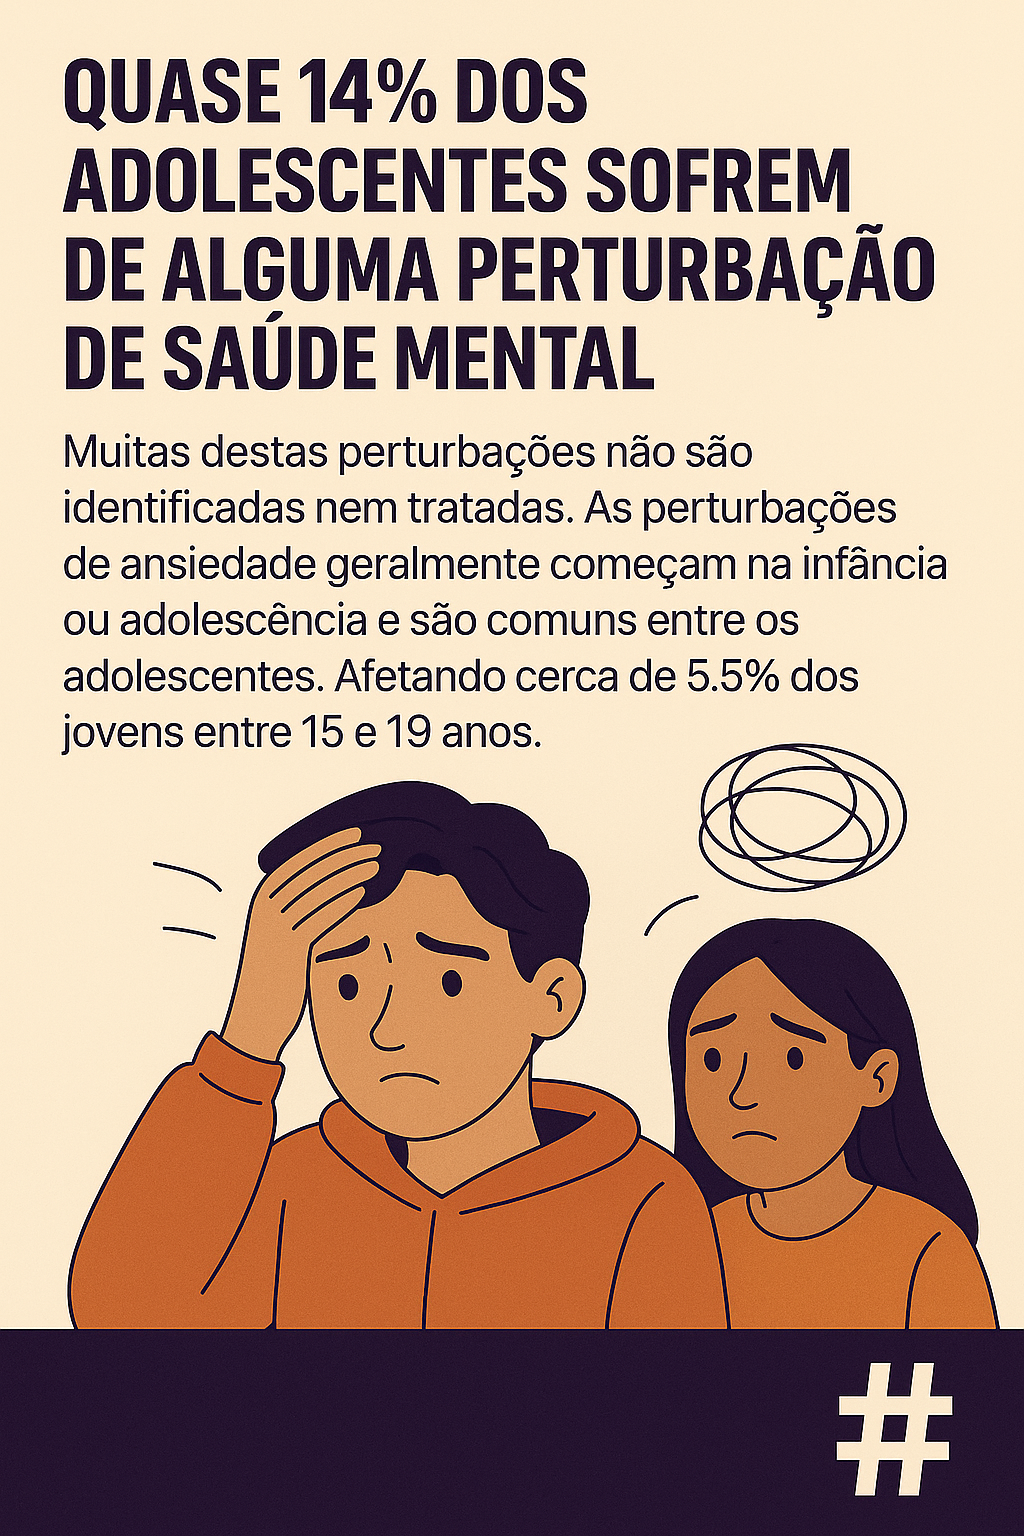 QUASE 14% DOS
ADOLESCENTES SOFREM
DE ALGUMA PERTURBAÇÃO
DE SAÚDE MENTAL
Muitas destas perturbações não são
identificadas nem tratadas. As perturbações
de ansiedade geralmente começam na infância
ou adolescência e são comuns entre os
adolescentes. Afetando cerca de 5.5% dos
jovens entre 15 e 19 anos.
#